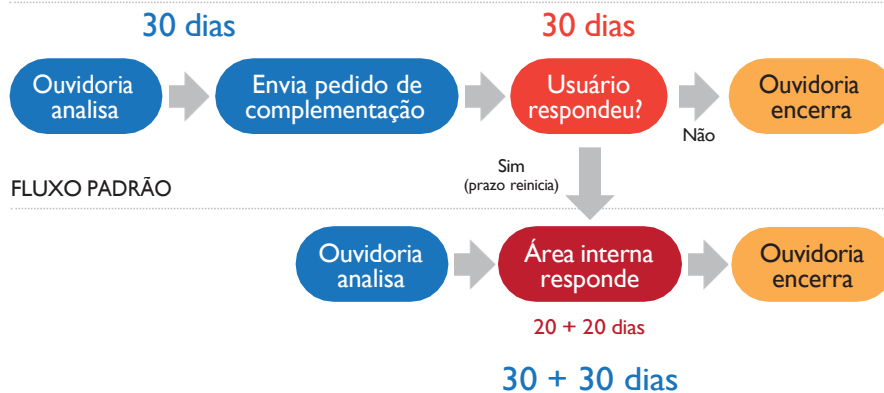 30 dias
30 dias
Ouvidoria
analisa
Envia pedido de
complementação
Usuário
respondeu?
Não
Ouvidoria
encerra
Sim
(prazo reinicia)
FLUXO PADRÃO
Ouvidoria
analisa
Área interna
responde
Ouvidoria
encerra
20 + 20 dias
30 + 30 dias